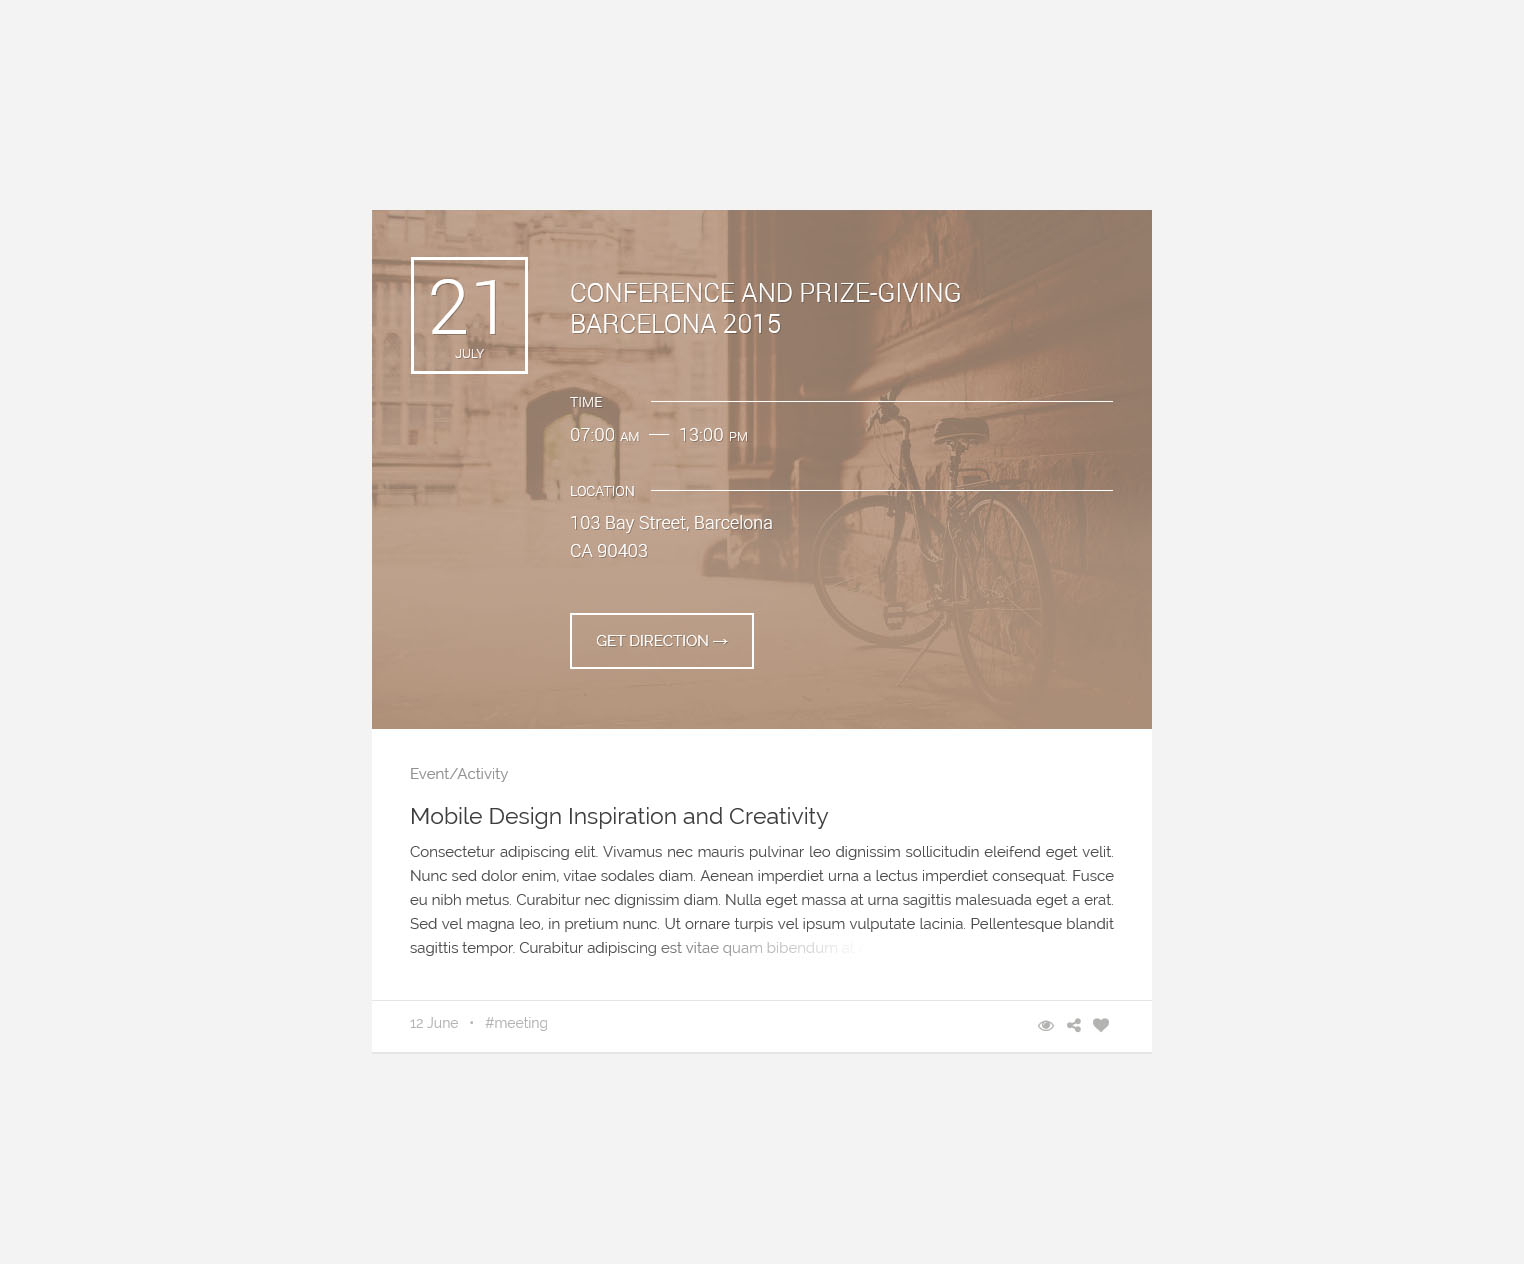 21
JULY
CONFERENCE AND PRIZE-GIVING
BARCELONA 2015
TIME
07:00 AM — 13:00 PM
LOCATION
103 Bay Street, Barcelona
CA 90403
GET DIRECTION →
Event/Activity
Mobile Design Inspiration and Creativity
Consectetur adipiscing elit. Vivamus nec mauris pulvinar leo dignissim sollicitudin eleifend eget velit.
Nunc sed dolor enim, vitae sodales diam. Aenean imperdiet urna a lectus imperdiet consequat. Fusce
eu nibh metus. Curabitur nec dignissim diam. Nulla eget massa at urna sagittis malesuada eget a erat.
Sed vel magna leo, in pretium nunc. Ut ornare turpis vel ipsum vulputate lacinia. Pellentesque blandit
sagittis tempor. Curabitur adipiscing est vitae quam bibendum
12 June • #meeting